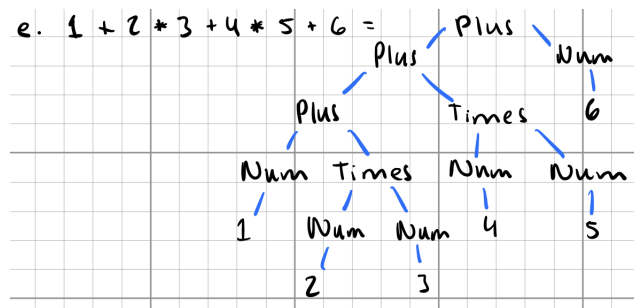 e. 1 + 2 * 3 + 4 * 5 + 6 = Plus
Plus Num
Plus Times 6
Num Times Num Num
1 Num Num 4 5
2 3